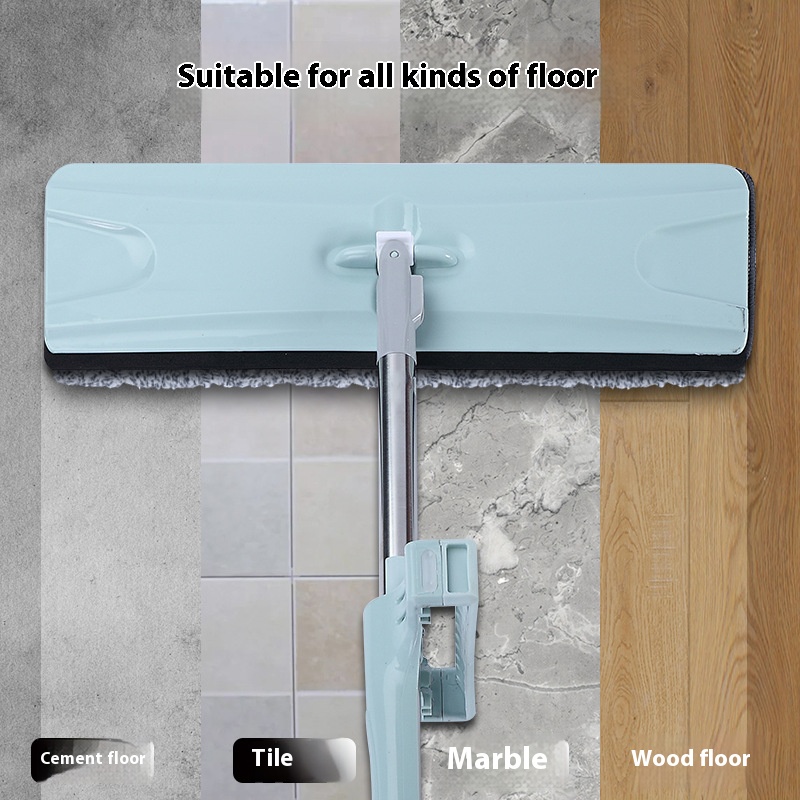 Suitable for all kinds of floor
Cement floor
Tile
Marble
Wood floor